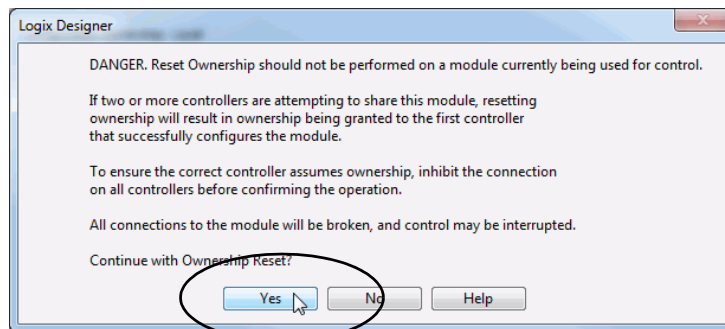 Logix Designer
DANGER. Reset Ownership should not be performed on a module currently being used for control.
If two or more controllers are attempting to share this module, resetting
ownership will result in ownership being granted to the first controller
that successfully configures the module.
To ensure the correct controller assumes ownership, inhibit the connection
on all controllers before confirming the operation.
All connections to the module will be broken, and control may be interrupted.
Continue with Ownership Reset?
Yes No Help